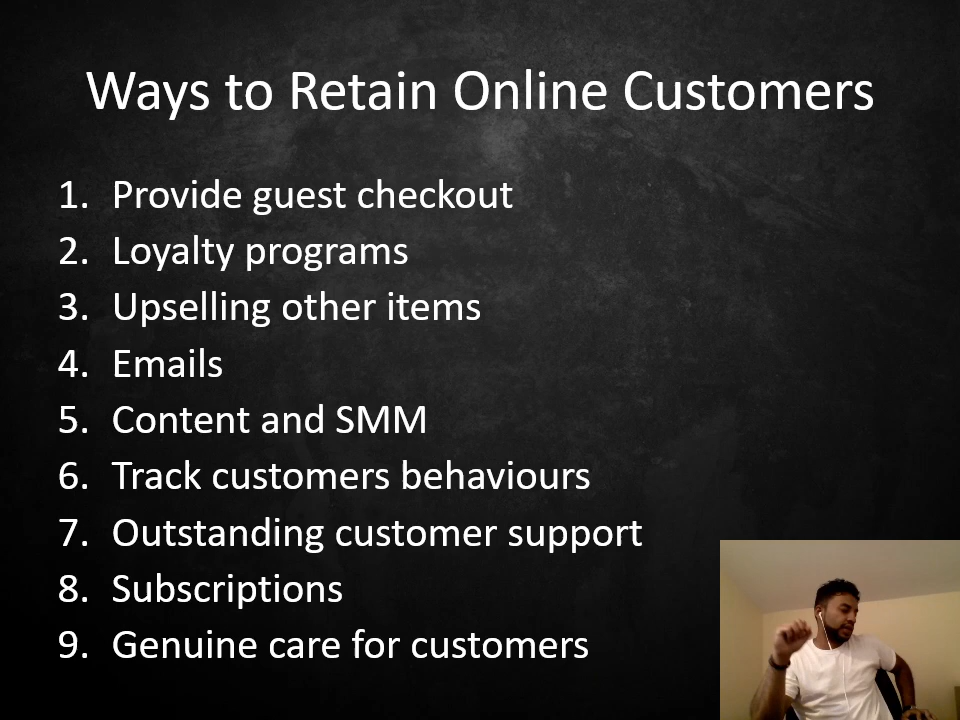 Ways to Retain Online Customers
1. Provide guest checkout
2. Loyalty programs
3. Upselling other items
4. Emails
5. Content and SMM
6. Track customers behaviours
7. Outstanding customer support
8. Subscriptions
9. Genuine care for customers